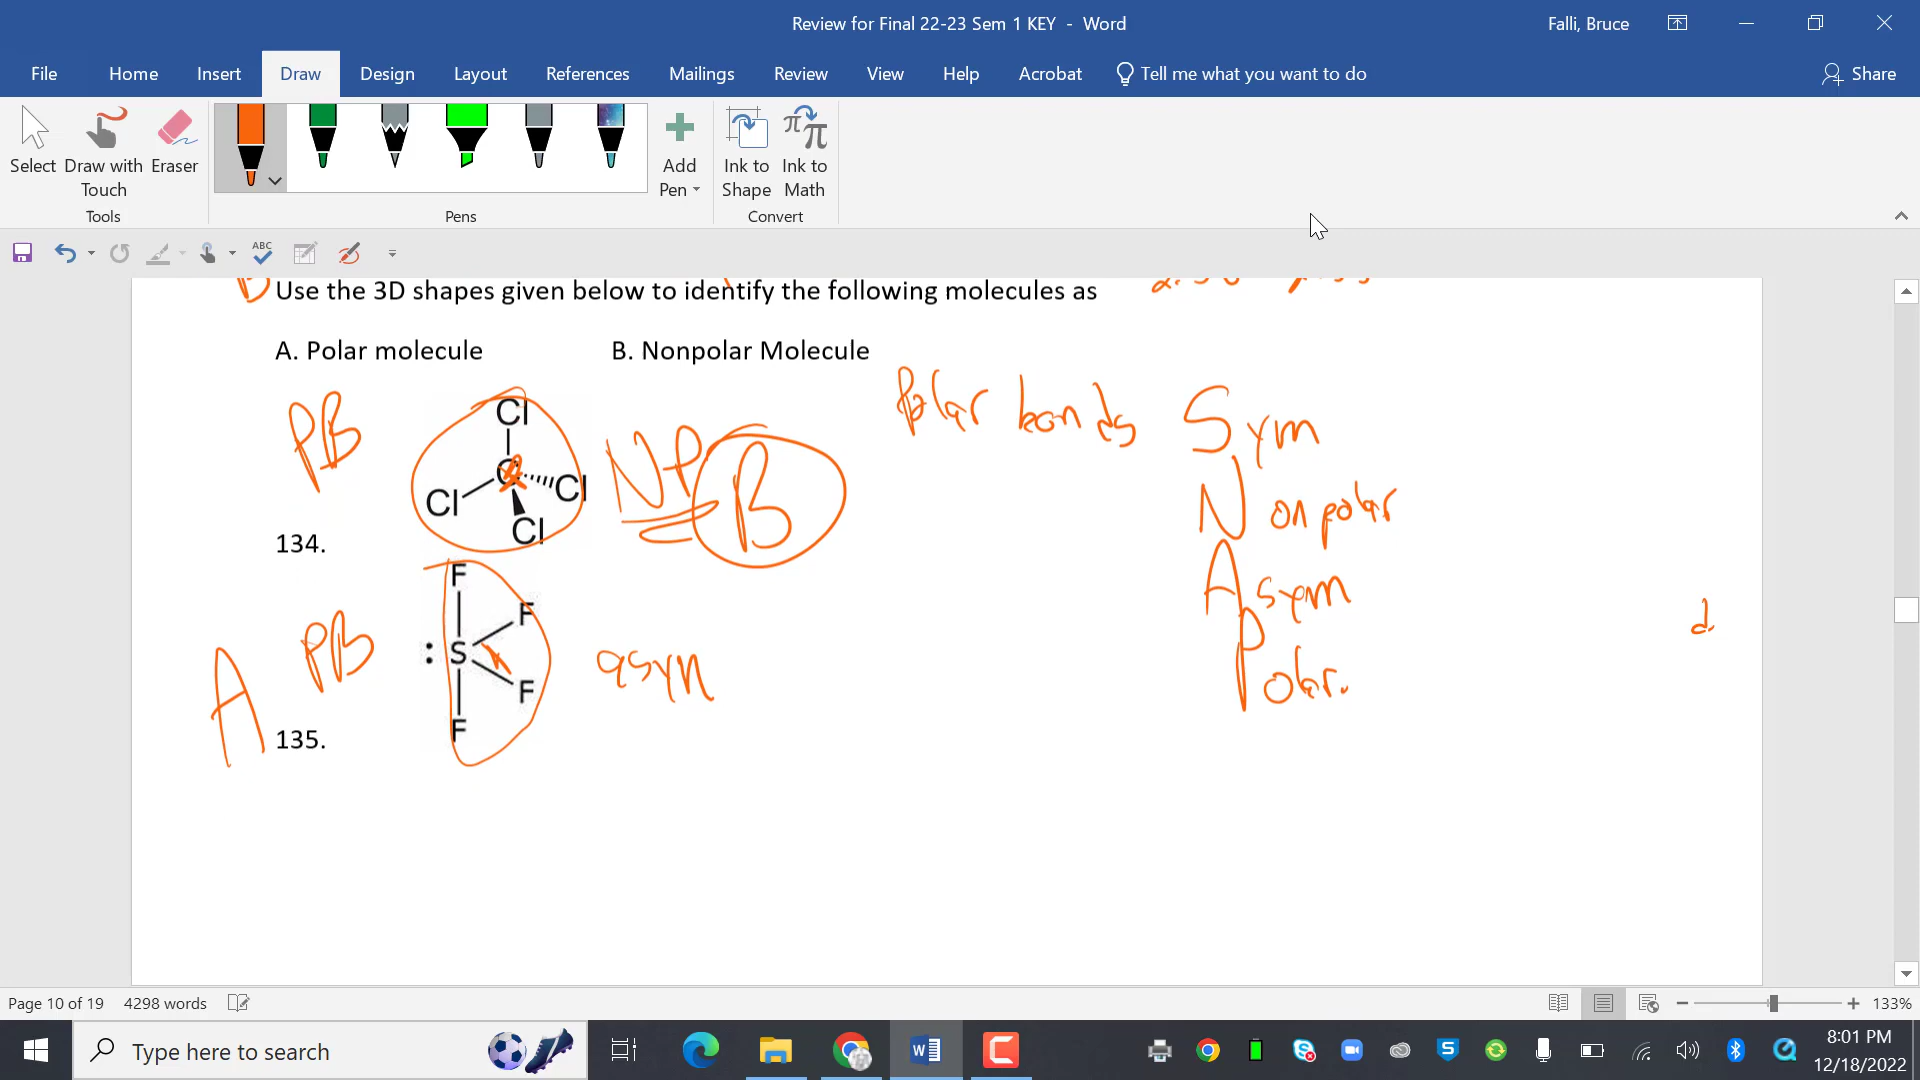 Review for Final 22-23 Sem 1 KEY - Word
Falli, Bruce
File Home Insert Draw Design Layout References Mailings Review View Help Acrobat Tell me what you want to do Share
Select Draw with Touch Eraser Add Pen Ink to Shape Ink to Math
Tools Pens Convert
ABC
B Use the 3D shapes given below to identify the following molecules as
A. Polar molecule B. Nonpolar Molecule
Polar bonds Sym
Nonpolar
Asym
Polar.
PB
Cl
C
Cl
Cl
Cl
NP B
134.
F
F
:S
F
F
A PB
asym
135.
d
Page 10 of 19 4298 words 133%
Type here to search
8:01 PM
12/18/2022